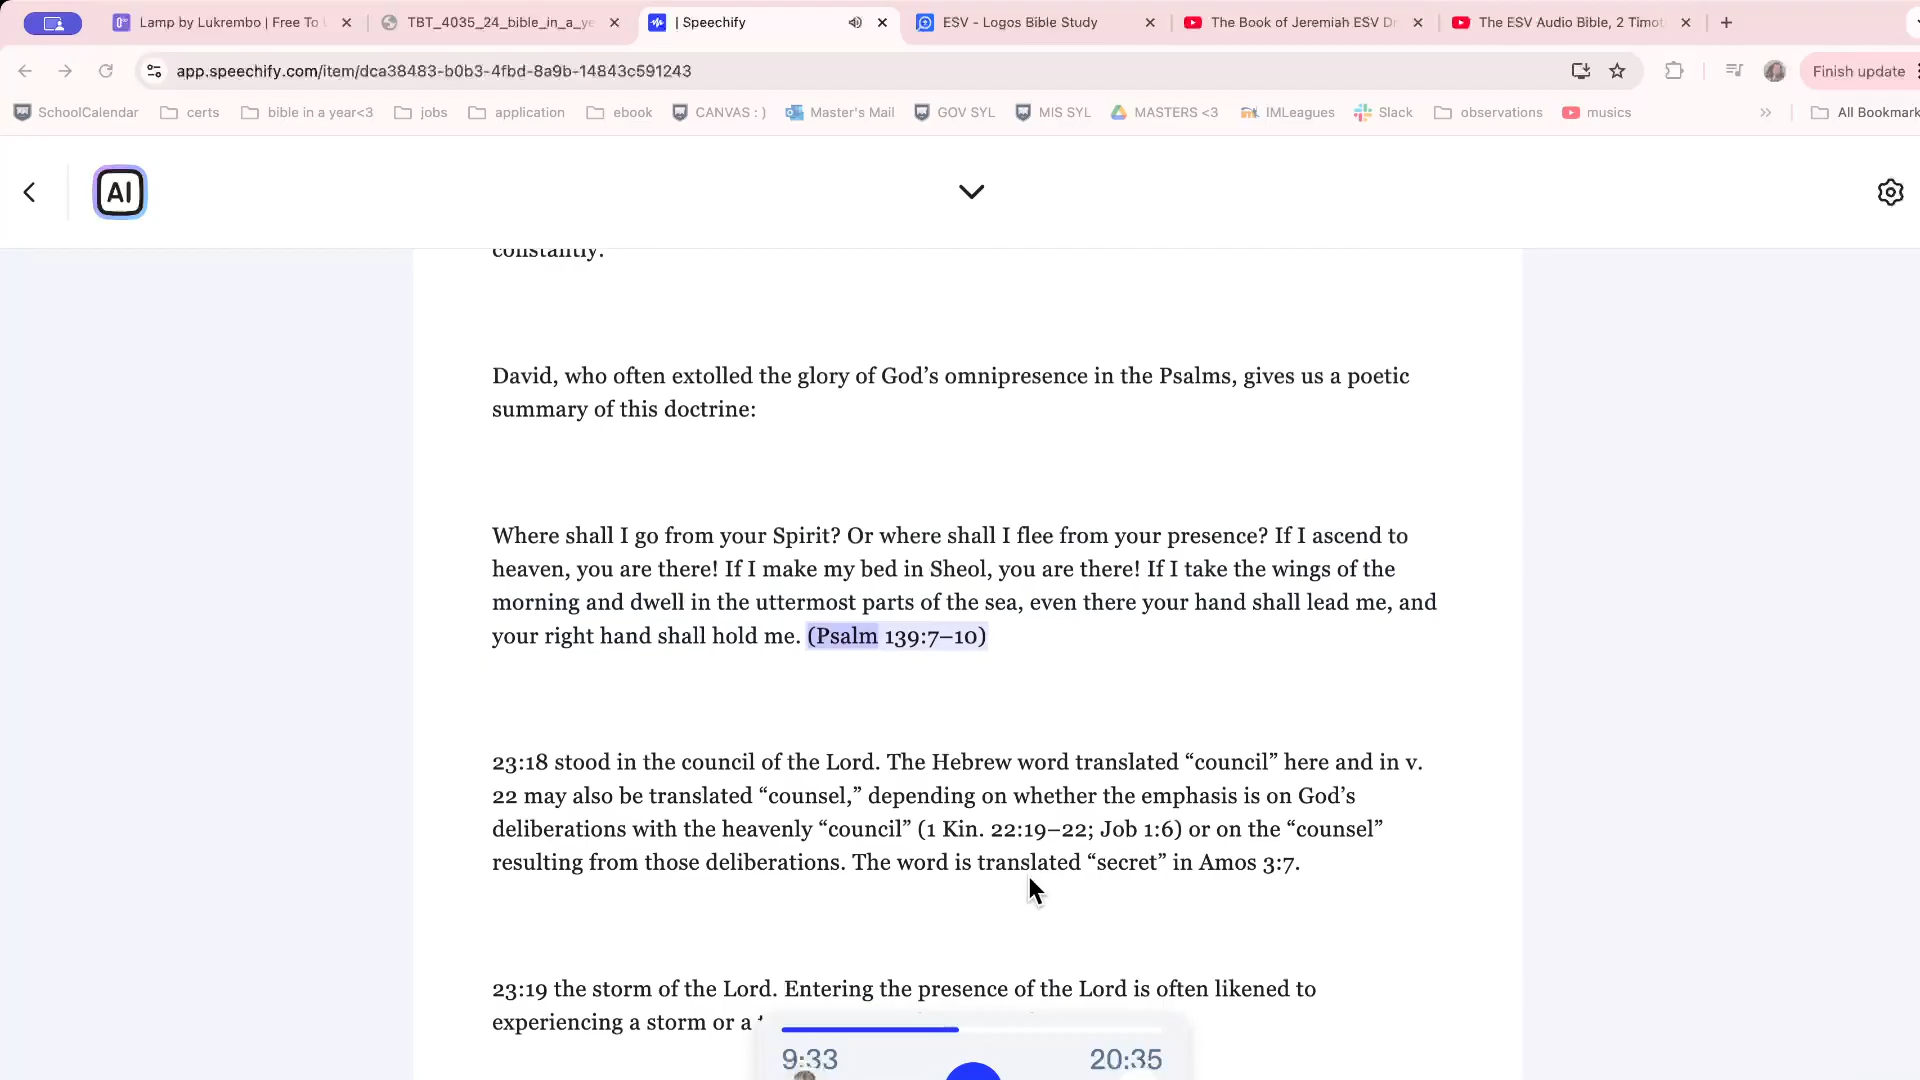 Lamp by Lukrembo | Free To
TBT_4035_24_bible_in_a_ye
| Speechify
ESV - Logos Bible Study
The Book of Jeremiah ESV Dr
The ESV Audio Bible, 2 Timot
app.speechify.com/item/dca38483-b0b3-4fbd-8a9b-14843c591243
Finish update
SchoolCalendar
certs
bible in a year<3
jobs
application
ebook
CANVAS : )
Master's Mail
GOV SYL
MIS SYL
MASTERS <3
IMLeagues
Slack
observations
musics
All Bookmark
AI
constantly.
David, who often extolled the glory of God’s omnipresence in the Psalms, gives us a poetic
summary of this doctrine:
Where shall I go from your Spirit? Or where shall I flee from your presence? If I ascend to
heaven, you are there! If I make my bed in Sheol, you are there! If I take the wings of the
morning and dwell in the uttermost parts of the sea, even there your hand shall lead me, and
your right hand shall hold me. (Psalm 139:7–10)
23:18 stood in the council of the Lord. The Hebrew word translated “council” here and in v.
22 may also be translated “counsel,” depending on whether the emphasis is on God’s
deliberations with the heavenly “council” (1 Kin. 22:19–22; Job 1:6) or on the “counsel”
resulting from those deliberations. The word is translated “secret” in Amos 3:7.
23:19 the storm of the Lord. Entering the presence of the Lord is often likened to
experiencing a storm or a
9:33
20:35